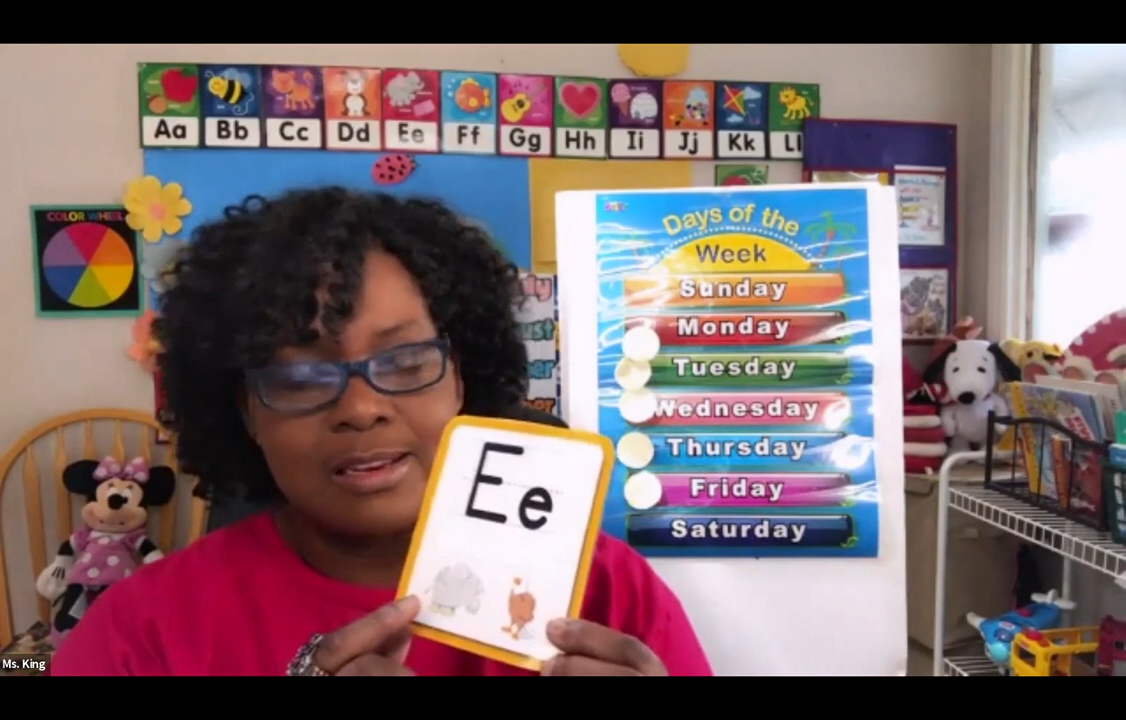 Aa Bb Cc Dd Ee Ff Gg Hh Ii Jj Kk Ll
COLOR WHEEL
Days of the
Week
Sunday
Monday
Tuesday
Wednesday
Thursday
Friday
Saturday
Ee
Ms. King